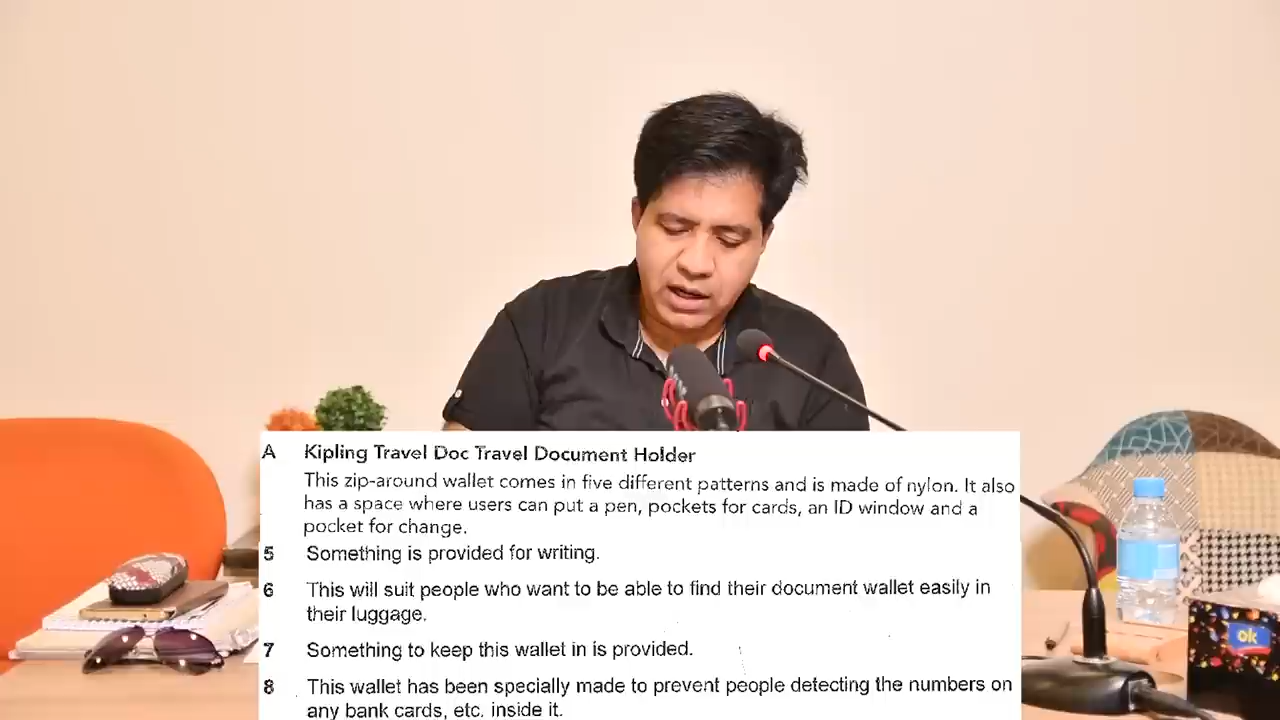 A Kipling Travel Doc Travel Document Holder
This zip-around wallet comes in five different patterns and is made of nylon. It also
has a space where users can put a pen, pockets for cards, an ID window and a
pocket for change.
5 Something is provided for writing.
6 This will suit people who want to be able to find their document wallet easily in
their luggage.
7 Something to keep this wallet in is provided.
8 This wallet has been specially made to prevent people detecting the numbers on
any bank cards, etc. inside it.
ok